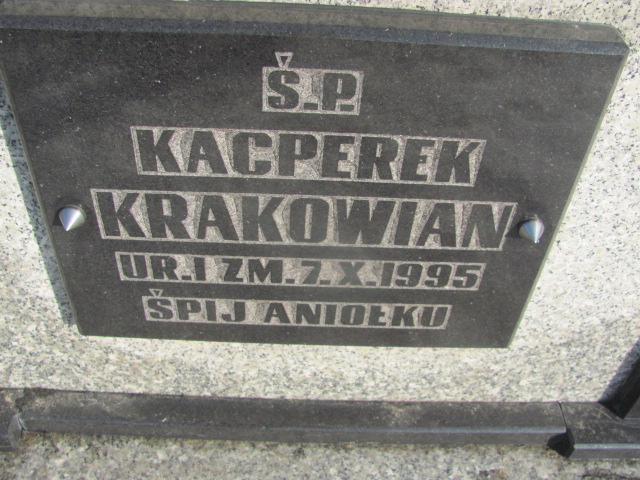 Ś.P.
KACPEREK
KRAKOWIAN
UR.I ZM.7.X.1995
ŚPIJ ANIOŁKU